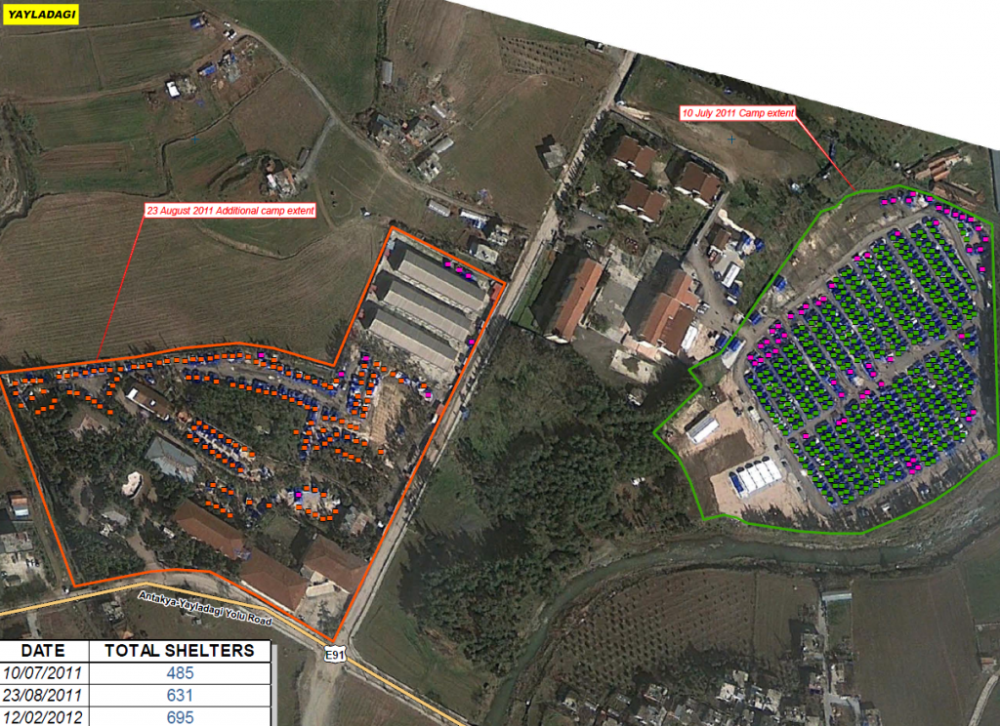 YAYLADAGI
10 July 2011 Camp extent
23 August 2011 Additional camp extent
Antakya-Yayladagi Yolu Road
E91
DATE TOTAL SHELTERS
10/07/2011 485
23/08/2011 631
12/02/2012 695